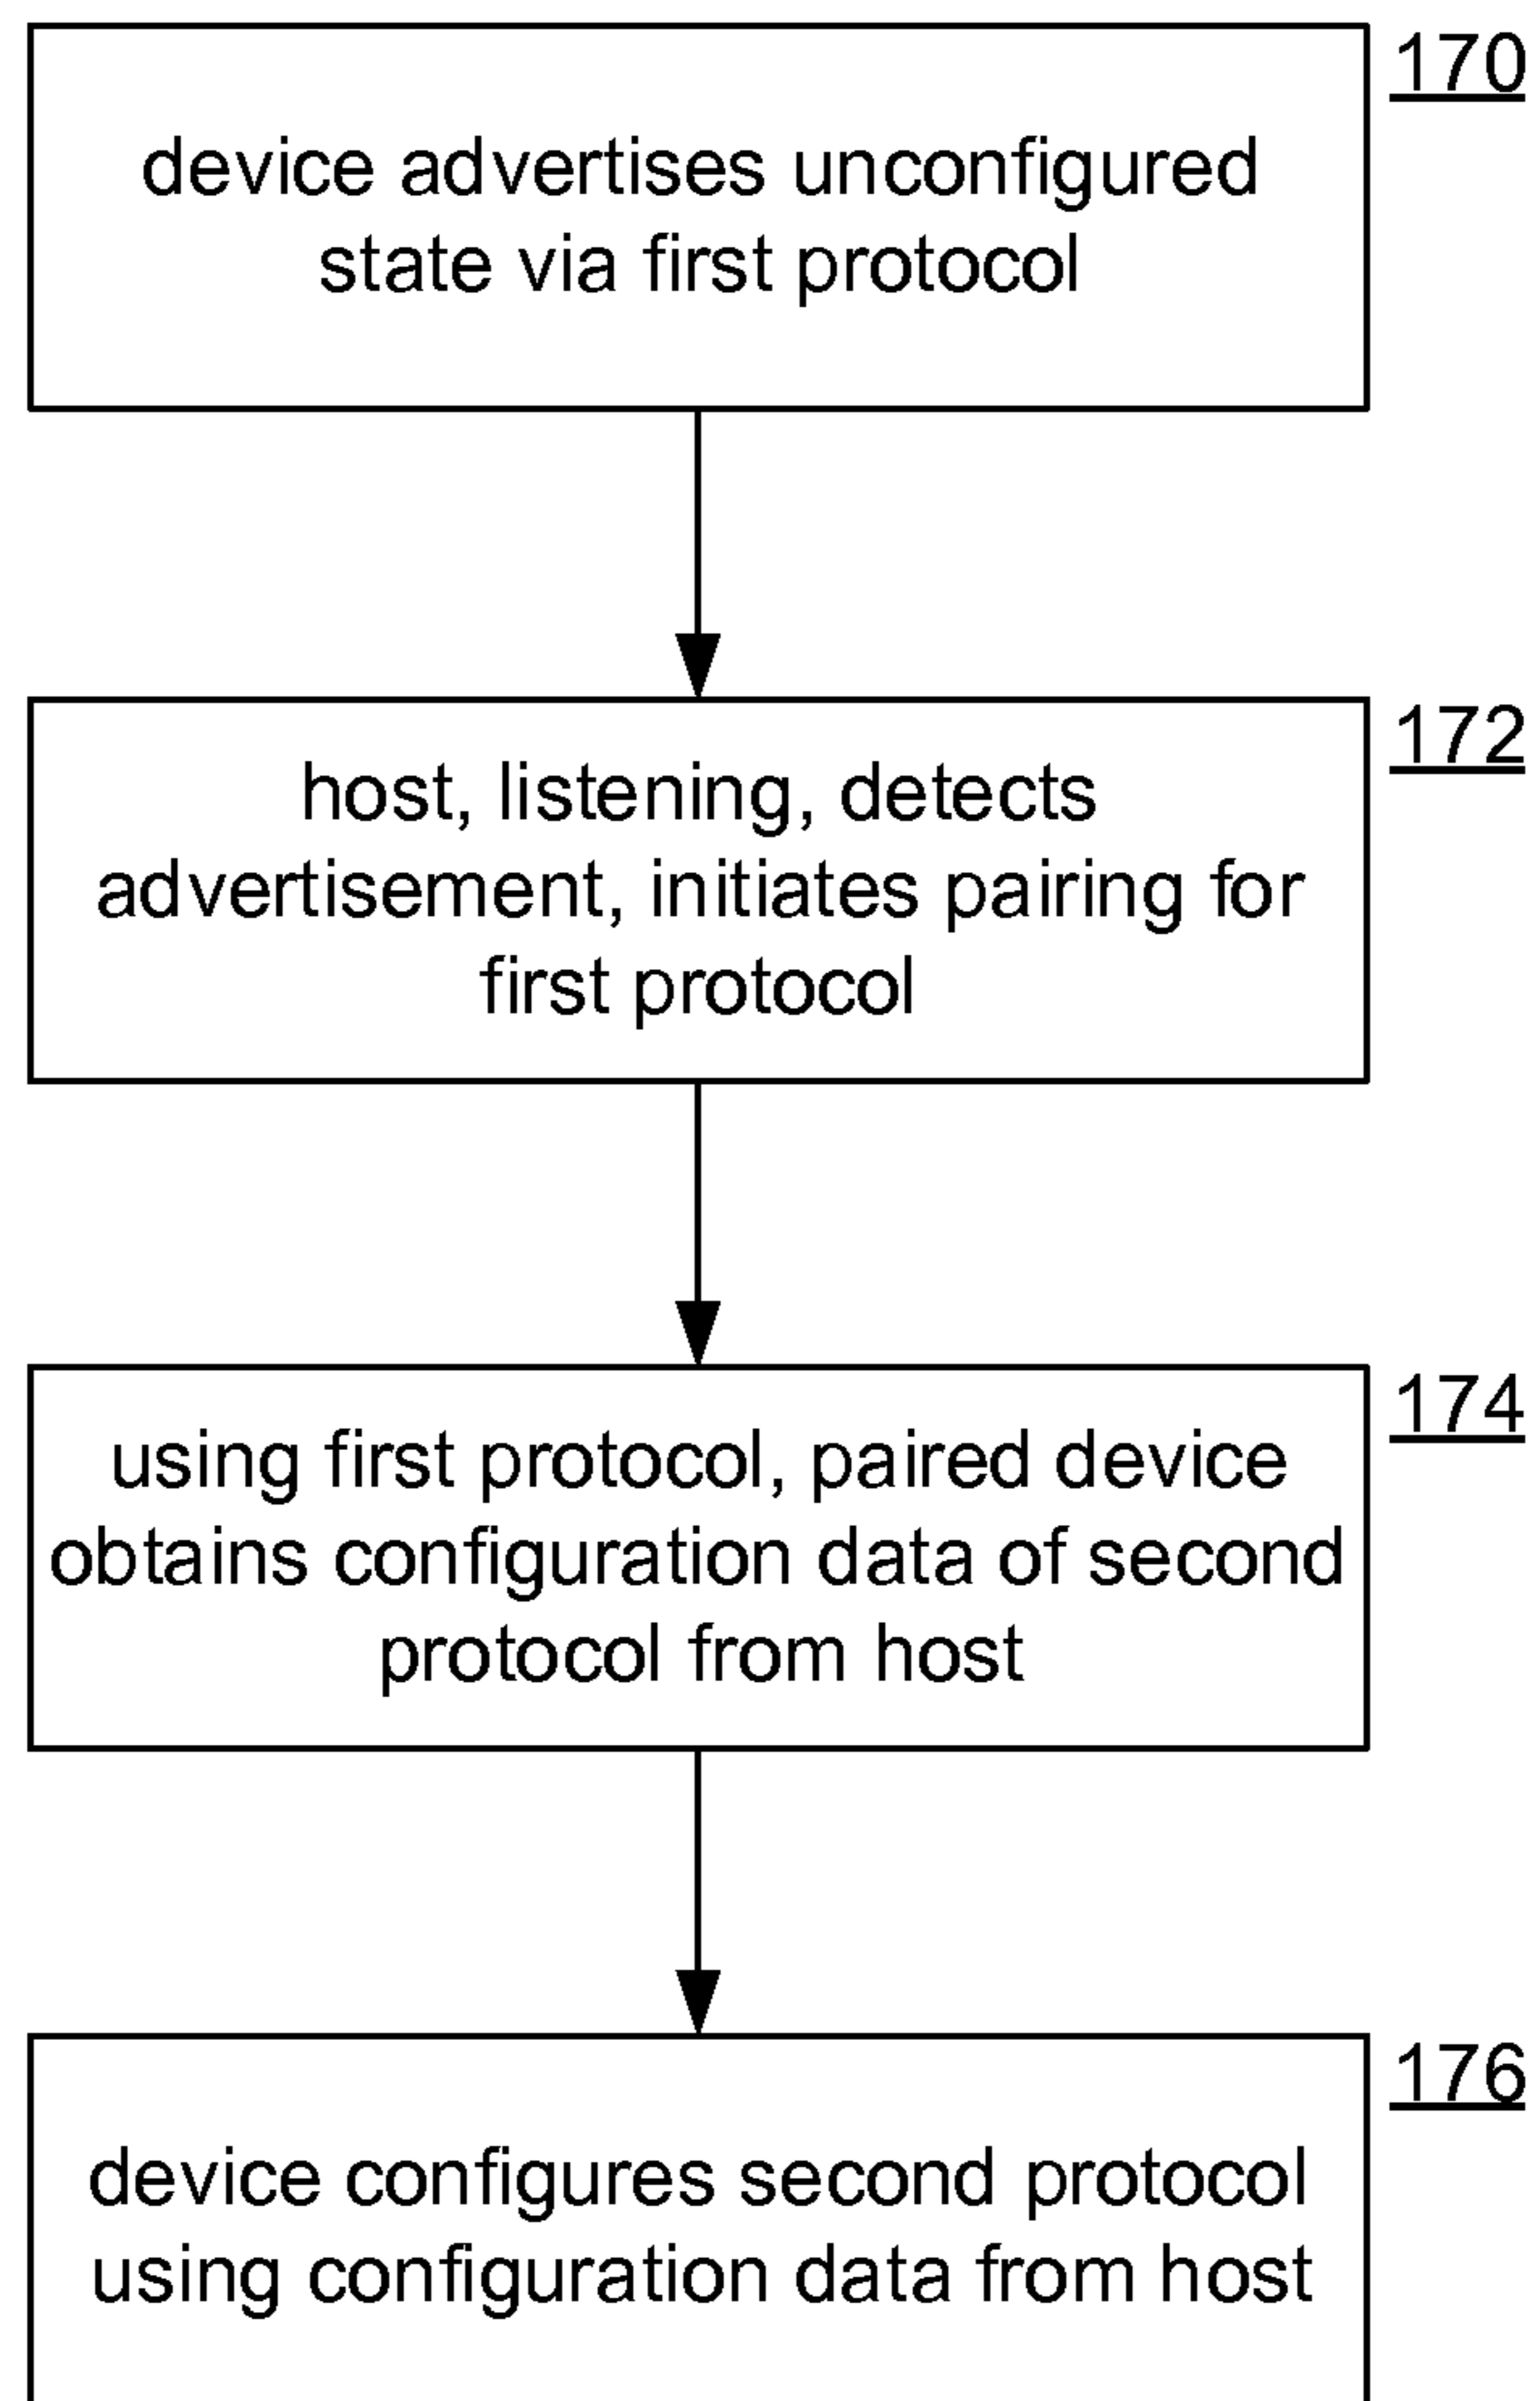 170
device advertises unconfigured
state via first protocol
172
host, listening, detects
advertisement, initiates pairing for
first protocol
174
using first protocol, paired device
obtains configuration data of second
protocol from host
176
device configures second protocol
using configuration data from host